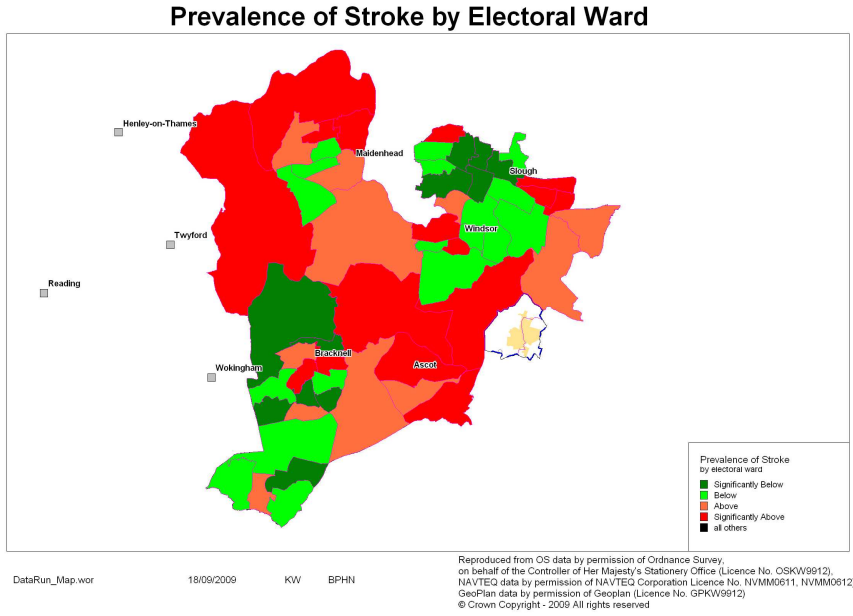 Prevalence of Stroke by Electoral Ward
Henley-on-Thames
Maidenhead
Slough
Twyford
Windsor
Reading
Bracknell
Wokingham
Ascot
Prevalence of Stroke
by electoral ward
Significantly Below
Below
Above
Significantly Above
all others
DataRun_Map.wor 18/09/2009 KW BPHN
Reproduced from OS data by permission of Ordnance Survey,
on behalf of the Controller of Her Majesty's Stationery Office (Licence No. OSKW9912),
NAVTEQ data by permission of NAVTEQ Corporation Licence No. NVMM0611, NVMM0612
GeoPlan data by permission of Geoplan (Licence No. GPKW9912)
© Crown Copyright - 2009 All rights reserved